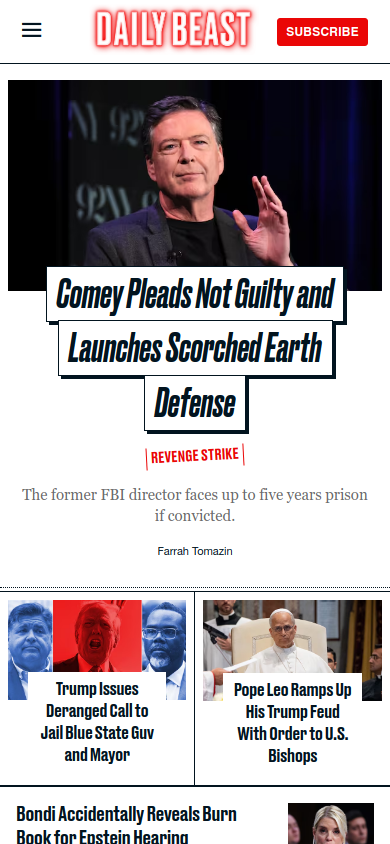 DAILY BEAST
SUBSCRIBE
NY 92
92NY
Comey Pleads Not Guilty and
Launches Scorched Earth
Defense
REVENGE STRIKE
The former FBI director faces up to five years prison
if convicted.
Farrah Tomazin
Trump Issues
Deranged Call to
Jail Blue State Guv
and Mayor
Pope Leo Ramps Up
His Trump Feud
With Order to U.S.
Bishops
Bondi Accidentally Reveals Burn
Book for Epstein Hearing